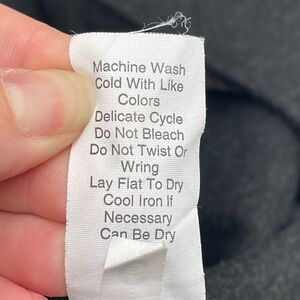 Machine Wash
Cold With Like
Colors
Delicate Cycle
Do Not Bleach
Do Not Twist Or
Wring
Lay Flat To Dry
Cool Iron If
Necessary
Can Be Dry